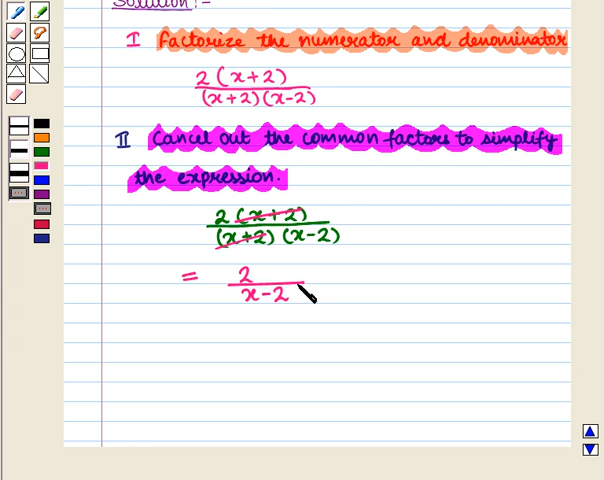 Solution :-
I Factorize the numerator and denominator
2 (x+2)
(x+2) (x-2)
II Cancel out the common factors to simplify
the expression.
2 (x+2)
(x+2) (x-2)
= 2
x-2